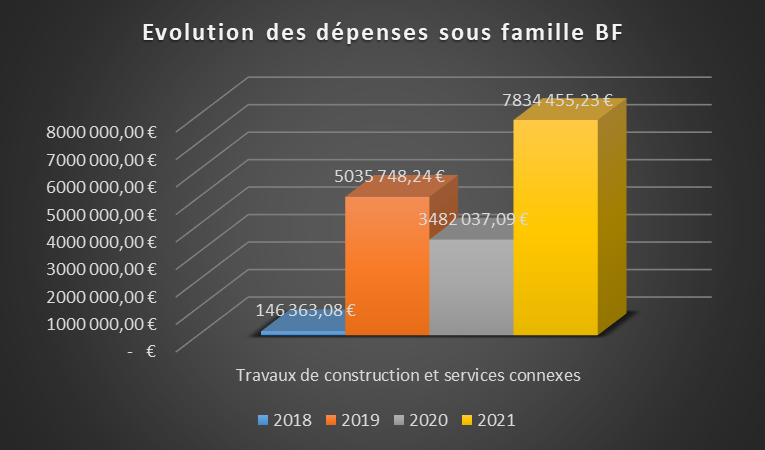 Evolution des dépenses sous famille BF
8000 000,00 €
7000 000,00 €
6000 000,00 €
5000 000,00 €
4000 000,00 €
3000 000,00 €
2000 000,00 €
1000 000,00 €
- €
146 363,08 €
5035 748,24 €
3482 037,09 €
7834 455,23 €
Travaux de construction et services connexes
2018 2019 2020 2021